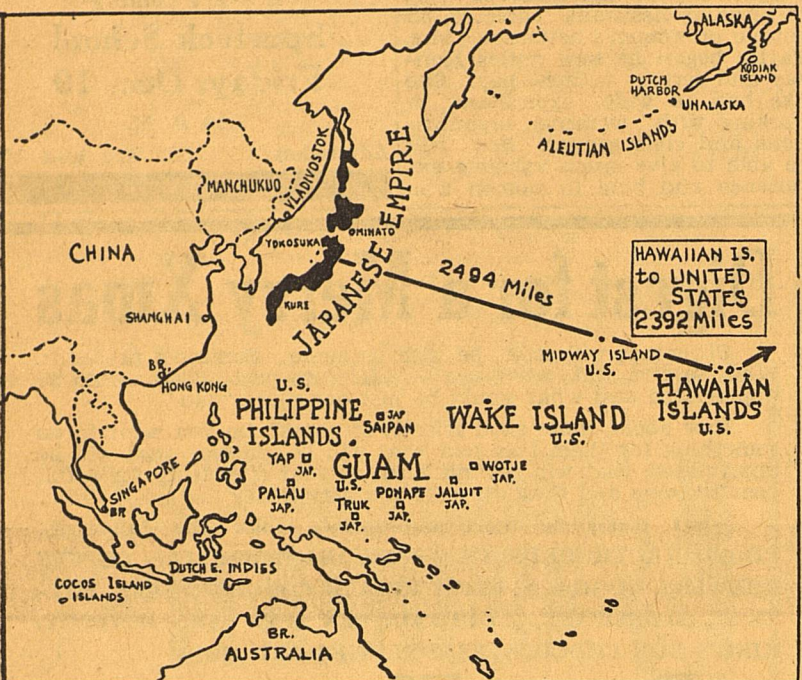 ALASKA
KODIAK
ISLAND
DUTCH
HARBOR
UNALASKA
ALEUTIAN ISLANDS
MANCHUKUO
VLADIVOSTOK
JAPANESE EMPIRE
OMINATO
YOKOSUKA
KURE
CHINA
SHANGHAI
2494 Miles
HAWAIIAN IS.
to UNITED
STATES
2392 Miles
BR.
HONG KONG
MIDWAY ISLAND
U.S.
HAWAIIAN
ISLANDS
U.S.
U.S.
PHILIPPINE
ISLANDS
JAP
SAIPAN
WAKE ISLAND
U.S.
YAP
JAP.
GUAM
U.S.
WOTJE
JAP.
SINGAPORE
BR
PALAU
JAP.
TRUK
JAP.
PONAPE
JAP.
JALUIT
JAP.
DUTCH E. INDIES
COCOS ISLAND
ISLANDS
BR.
AUSTRALIA